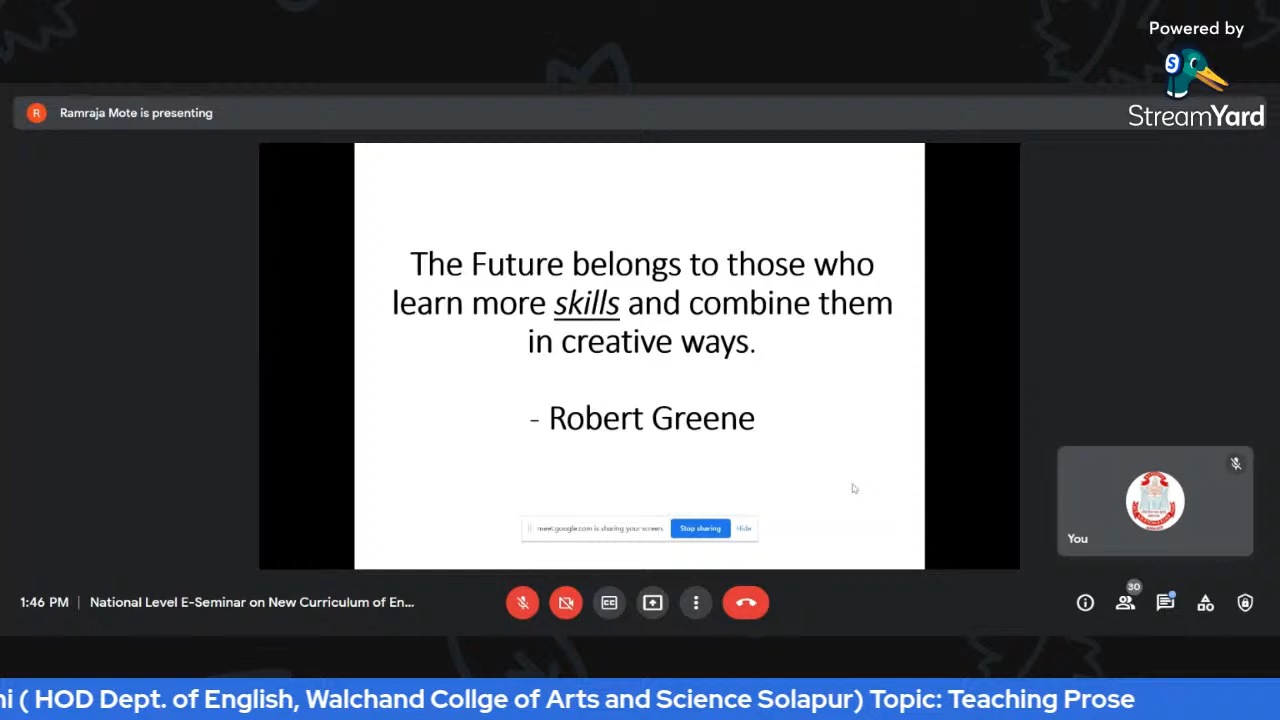 Powered by
StreamYard
R
Ramraja Mote is presenting
The Future belongs to those who
learn more skills and combine them
in creative ways.
- Robert Greene
meet.google.com is sharing your screen.
Stop sharing
Hide
You
1:46 PM
National Level E-Seminar on New Curriculum of En...
30
ni ( HOD Dept. of English, Walchand Collge of Arts and Science Solapur) Topic: Teaching Prose